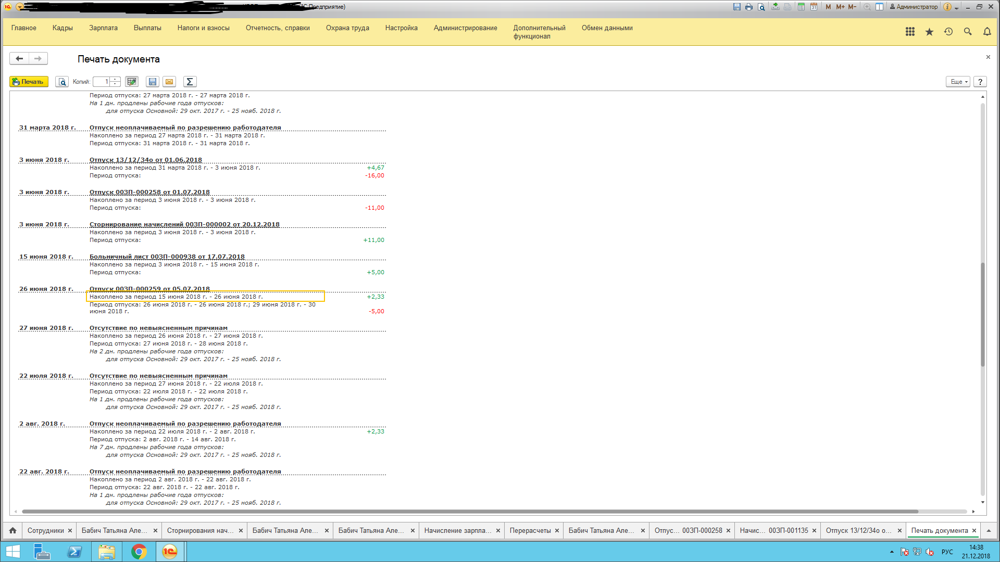 (1С:Предприятие)
M M+ M- Администратор
Главное Кадры Зарплата Выплаты Налоги и взносы Отчетность, справки Охрана труда Настройка Администрирование Дополнительный функционал Обмен данными
Печать документа
Печать Копий: 1 Еще ?
Период отпуска: 27 марта 2018 г. - 27 марта 2018 г.
На 1 дн. продлены рабочие года отпусков:
для отпуска Основной: 29 окт. 2017 г. - 25 нояб. 2018 г.
31 марта 2018 г. Отпуск неоплачиваемый по разрешению работодателя
Накоплено за период 27 марта 2018 г. - 31 марта 2018 г.
Период отпуска: 31 марта 2018 г. - 31 марта 2018 г.
3 июня 2018 г. Отпуск 13/12/34о от 01.06.2018
Накоплено за период 31 марта 2018 г. - 3 июня 2018 г. +4,67
Период отпуска: -16,00
3 июня 2018 г. Отпуск 00ЗП-000258 от 01.07.2018
Накоплено за период 3 июня 2018 г. - 3 июня 2018 г.
Период отпуска: -11,00
3 июня 2018 г. Сторнирование начислений 00ЗП-000002 от 20.12.2018
Накоплено за период 3 июня 2018 г. - 3 июня 2018 г.
Период отпуска: +11,00
15 июня 2018 г. Больничный лист 00ЗП-000938 от 17.07.2018
Накоплено за период 3 июня 2018 г. - 15 июня 2018 г.
Период отпуска: +5,00
26 июня 2018 г. Отпуск 00ЗП-000259 от 05.07.2018
Накоплено за период 15 июня 2018 г. - 26 июня 2018 г. +2,33
Период отпуска: 26 июня 2018 г. - 26 июня 2018 г.; 29 июня 2018 г. - 30
июня 2018 г. -5,00
27 июня 2018 г. Отсутствие по невыясненным причинам
Накоплено за период 26 июня 2018 г. - 27 июня 2018 г.
Период отпуска: 27 июня 2018 г. - 28 июня 2018 г.
На 2 дн. продлены рабочие года отпусков:
для отпуска Основной: 29 окт. 2017 г. - 25 нояб. 2018 г.
22 июля 2018 г. Отсутствие по невыясненным причинам
Накоплено за период 27 июня 2018 г. - 22 июля 2018 г.
Период отпуска: 22 июля 2018 г. - 22 июля 2018 г.
На 1 дн. продлены рабочие года отпусков:
для отпуска Основной: 29 окт. 2017 г. - 25 нояб. 2018 г.
2 авг. 2018 г. Отпуск неоплачиваемый по разрешению работодателя
Накоплено за период 22 июля 2018 г. - 2 авг. 2018 г. +2,33
Период отпуска: 2 авг. 2018 г. - 14 авг. 2018 г.
На 7 дн. продлены рабочие года отпусков:
для отпуска Основной: 29 окт. 2017 г. - 25 нояб. 2018 г.
22 авг. 2018 г. Отпуск неоплачиваемый по разрешению работодателя
Накоплено за период 2 авг. 2018 г. - 22 авг. 2018 г.
Период отпуска: 22 авг. 2018 г. - 22 авг. 2018 г.
На 1 дн. продлены рабочие года отпусков:
для отпуска Основной: 29 окт. 2017 г. - 25 нояб. 2018 г.
Сотрудники Бабич Татьяна Але... Сторнирования нач... Бабич Татьяна Але... Бабич Татьяна Але... Начисление зарпла... Перерасчеты Бабич Татьяна Але... Отпус... 00ЗП-000258 Начис... 00ЗП-001135 Отпуск 13/12/34о о... Печать документа
РУС 14:38
21.12.2018